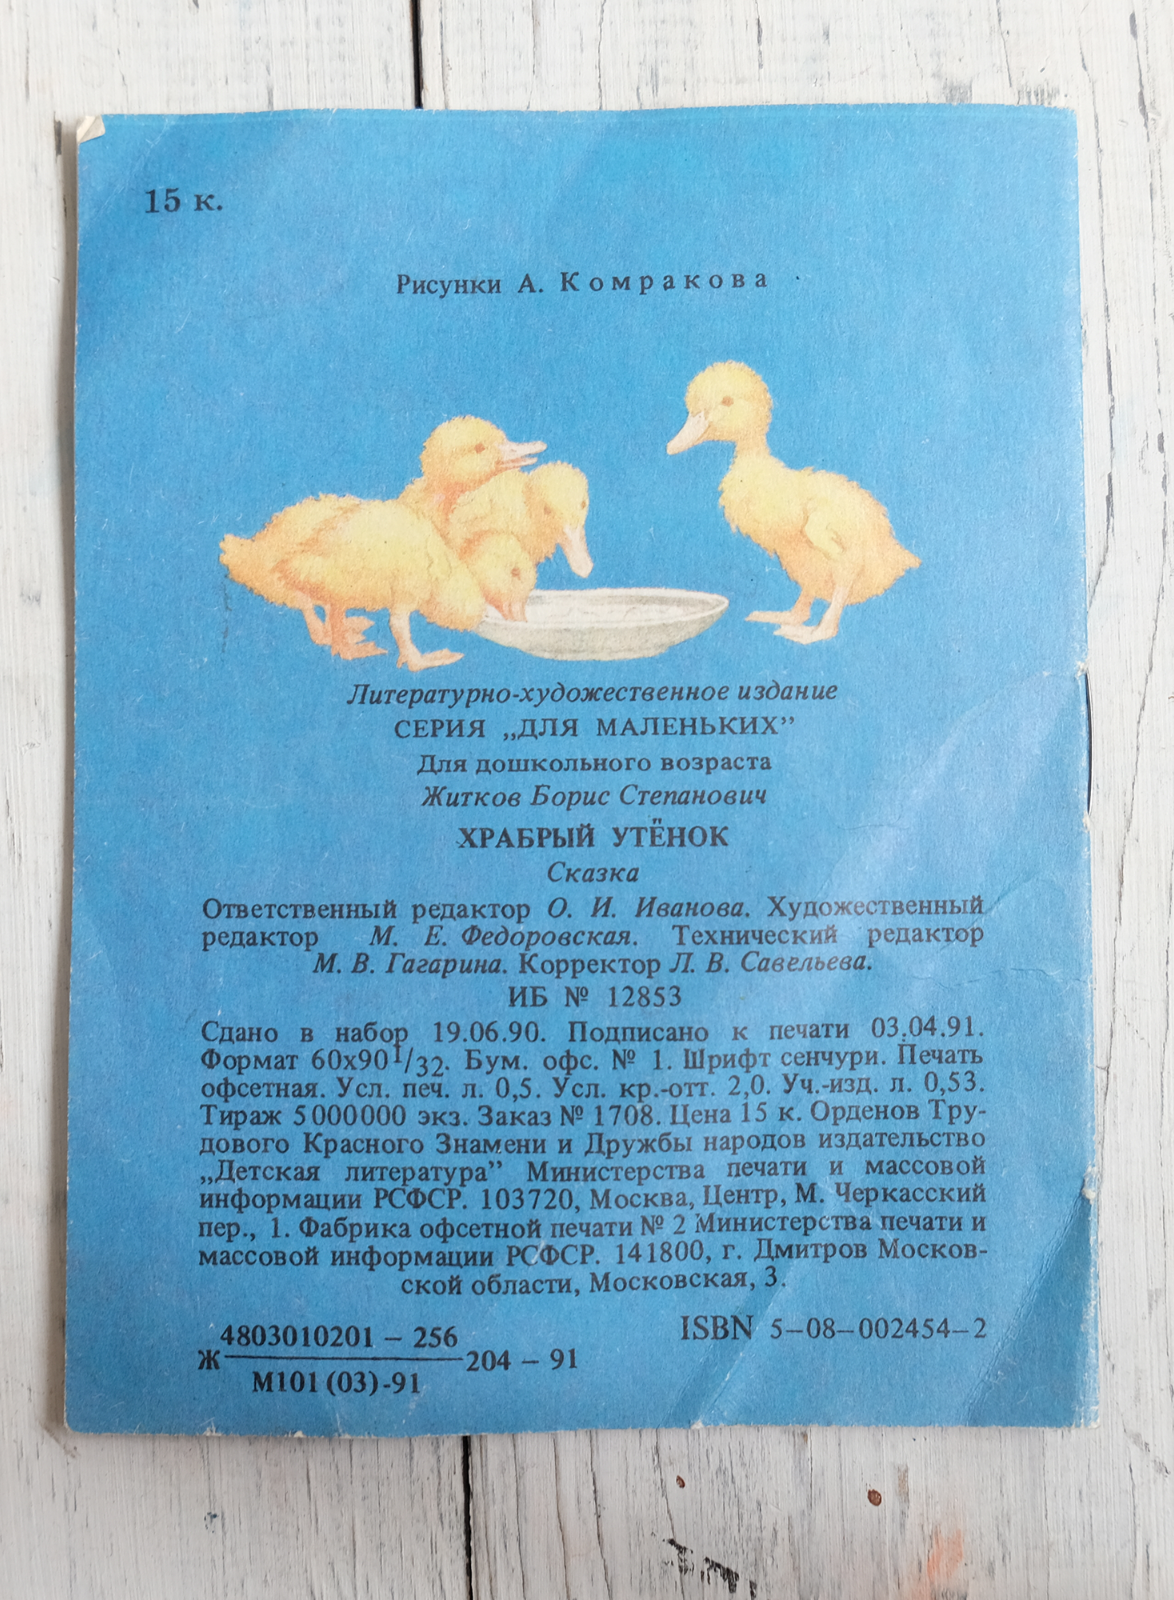 15 к.
Рисунки А. Комракова
Литературно-художественное издание
СЕРИЯ „ДЛЯ МАЛЕНЬКИХ”
Для дошкольного возраста
Житков Борис Степанович
ХРАБРЫЙ УТЁНОК
Сказка
Ответственный редактор О. И. Иванова. Художественный
редактор М. Е. Федоровская. Технический редактор
М. В. Гагарина. Корректор Л. В. Савельева.
ИБ № 12853
Сдано в набор 19.06.90. Подписано к печати 03.04.91.
Формат 60х90 1/32. Бум. офс. № 1. Шрифт сенчури. Печать
офсетная. Усл. печ. л. 0,5. Усл. кр.-отт. 2,0. Уч.-изд. л. 0,53.
Тираж 5000000 экз. Заказ № 1708. Цена 15 к. Орденов Тру-
дового Красного Знамени и Дружбы народов издательство
„Детская литература” Министерства печати и массовой
информации РСФСР. 103720, Москва, Центр, М. Черкасский
пер., 1. Фабрика офсетной печати № 2 Министерства печати и
массовой информации РСФСР. 141800, г. Дмитров Москов-
ской области, Московская, 3.
4803010201 – 256
Ж 204 – 91
М101(03)-91
ISBN 5–08–002454–2